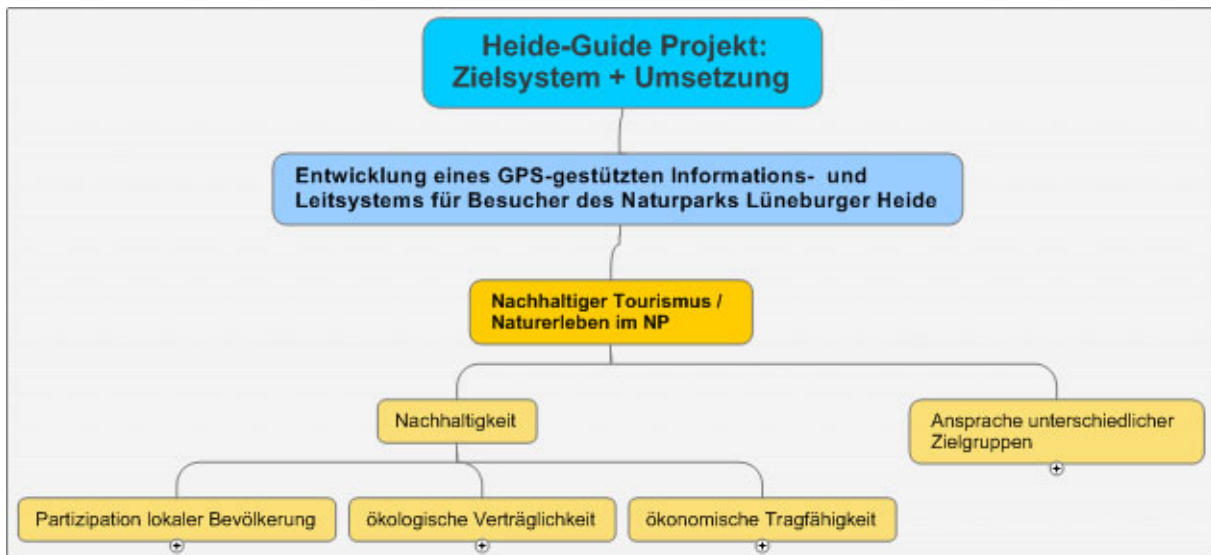 Heide-Guide Projekt:
Zielsystem + Umsetzung
Entwicklung eines GPS-gestützten Informations- und
Leitsystems für Besucher des Naturparks Lüneburger Heide
Nachhaltiger Tourismus /
Naturerleben im NP
Nachhaltigkeit
Ansprache unterschiedlicher
Zielgruppen
Partizipation lokaler Bevölkerung
ökologische Verträglichkeit
ökonomische Tragfähigkeit